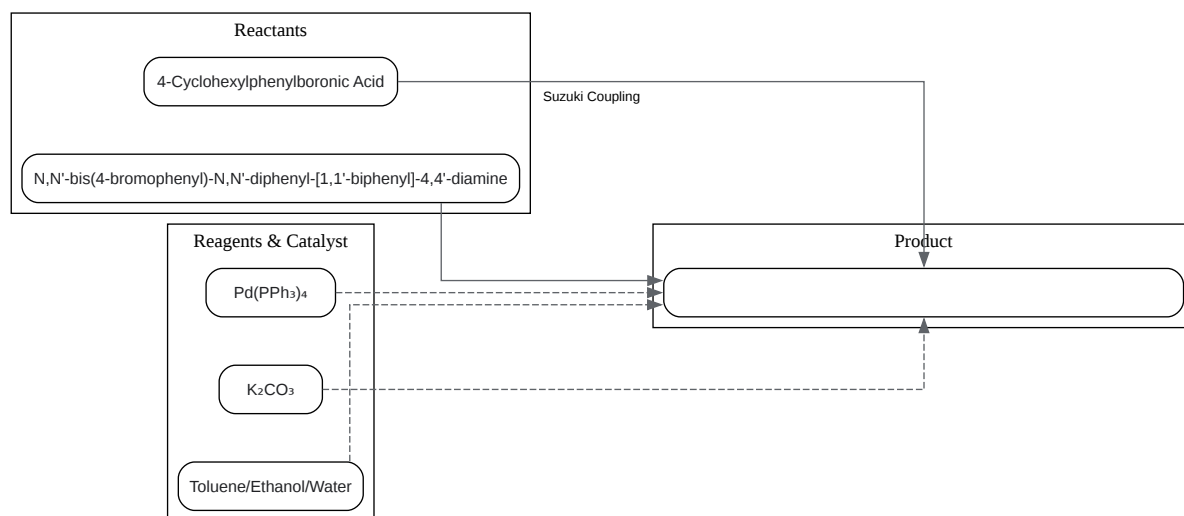 Reactants
4-Cyclohexylphenylboronic Acid
Suzuki Coupling
N,N'-bis(4-bromophenyl)-N,N'-diphenyl-[1,1'-biphenyl]-4,4'-diamine
Reagents & Catalyst
Product
Pd(PPh₃)₄
K₂CO₃
Toluene/Ethanol/Water